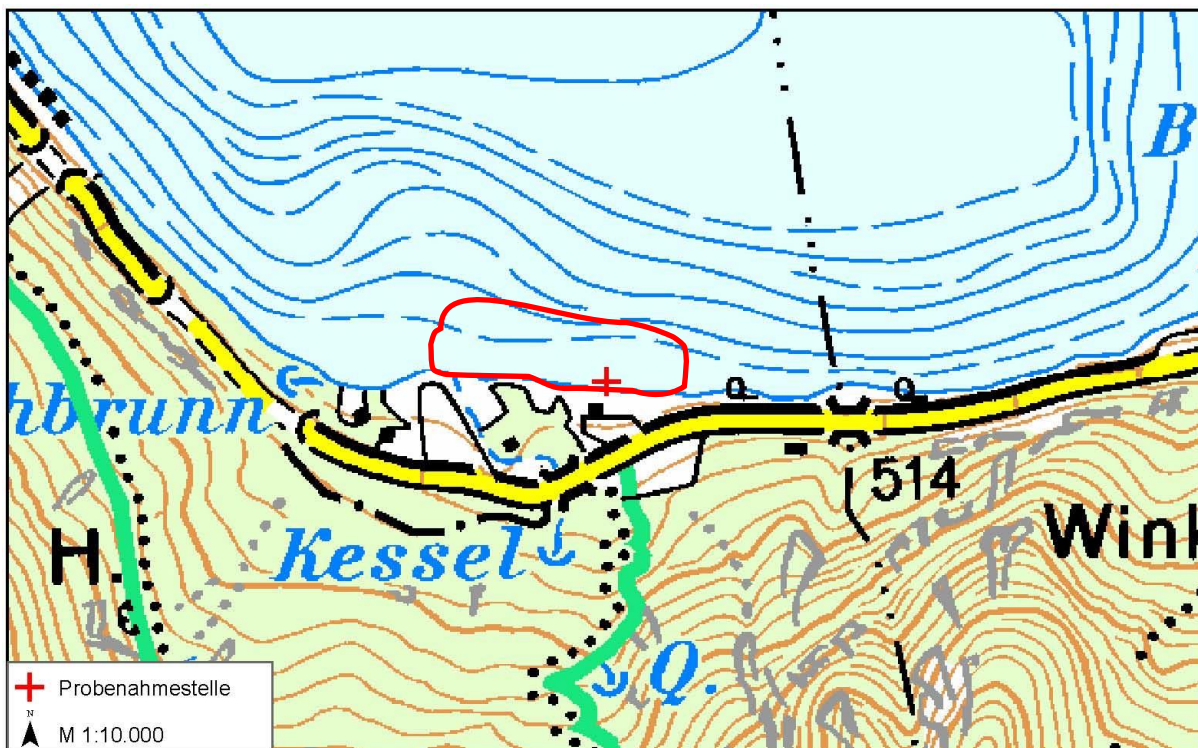 B
hbrunn
514
Kessel
Wink
H
Q.
Probenahmestelle
N
M 1:10.000